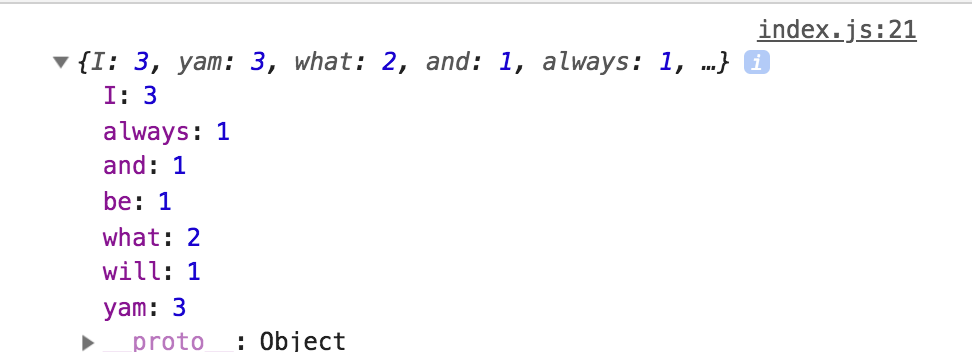 index.js:21
▼ {I: 3, yam: 3, what: 2, and: 1, always: 1, …} i
I: 3
always: 1
and: 1
be: 1
what: 2
will: 1
yam: 3
▶ __proto__: Object